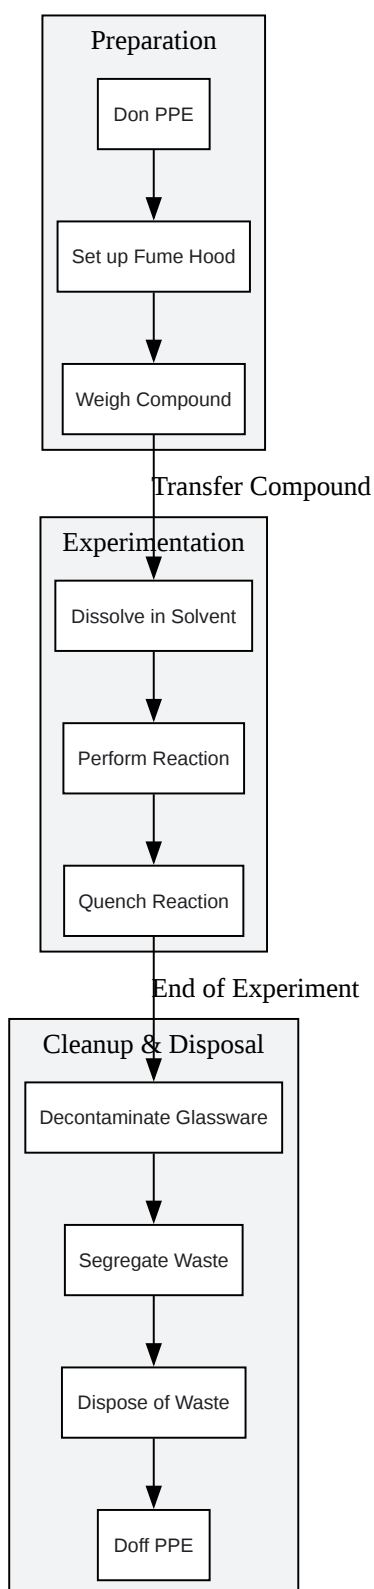 Preparation
Don PPE
Set up Fume Hood
Weigh Compound
Transfer Compound
Experimentation
Dissolve in Solvent
Perform Reaction
Quench Reaction
End of Experiment
Cleanup & Disposal
Decontaminate Glassware
Segregate Waste
Dispose of Waste
Doff PPE